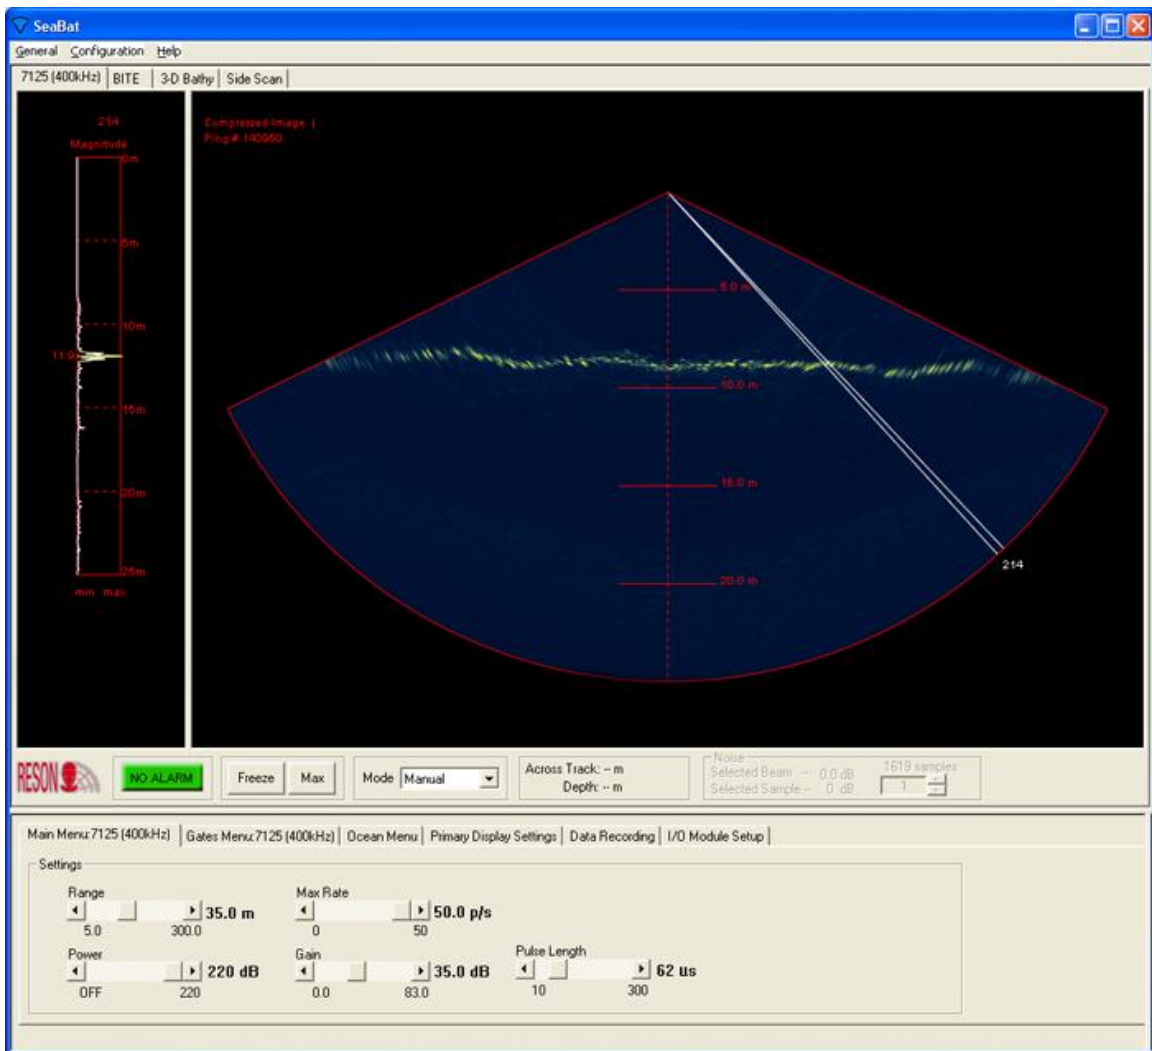 SeaBat
General Configuration Help
7125 (400kHz) BITE 3-D Bathy Side Scan
214
Magnitude
0m
5m
10m
11.9
15m
20m
25m
min max
Compressed Image |
Ping #: 143950
5.0 m
10.0 m
15.0 m
20.0 m
214
RESON
NO ALARM
Freeze Max
Mode Manual
Across Track: -- m
Depth: -- m
Noise
Selected Beam -- 0.0 dB
Selected Sample -- 0 dB
1619 samples
1
Main Menu:7125 (400kHz) Gates Menu:7125 (400kHz) Ocean Menu Primary Display Settings Data Recording I/O Module Setup
Settings
Range Max Rate
35.0 m 50.0 p/s
5.0 300.0 0 50
Power Gain Pulse Length
220 dB 35.0 dB 62 us
OFF 220 0.0 83.0 10 300